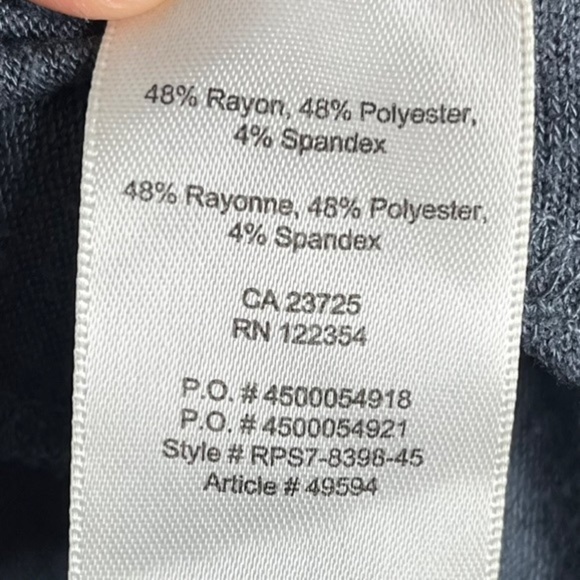 48% Rayon, 48% Polyester,
4% Spandex
48% Rayonne, 48% Polyester,
4% Spandex
CA 23725
RN 122354
P.O. # 4500054918
P.O. # 4500054921
Style # RPS7-8398-45
Article # 49594